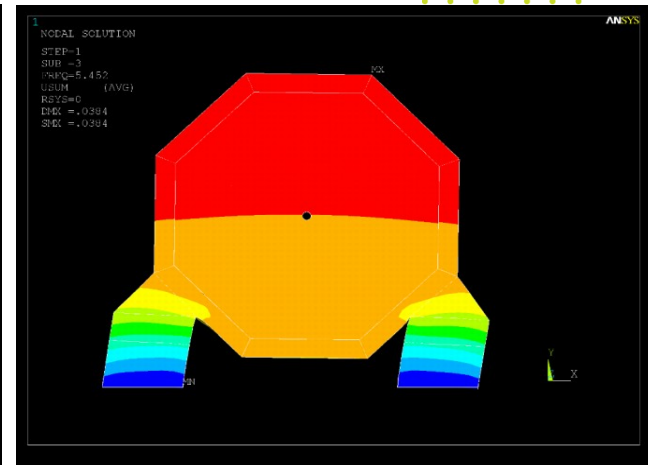 1
ANSYS
NODAL SOLUTION
STEP=1
SUB =3
FREQ=5.452
USUM (AVG)
RSYS=0
DMX =.0384
SMX =.0384
MX
MN
Y
X